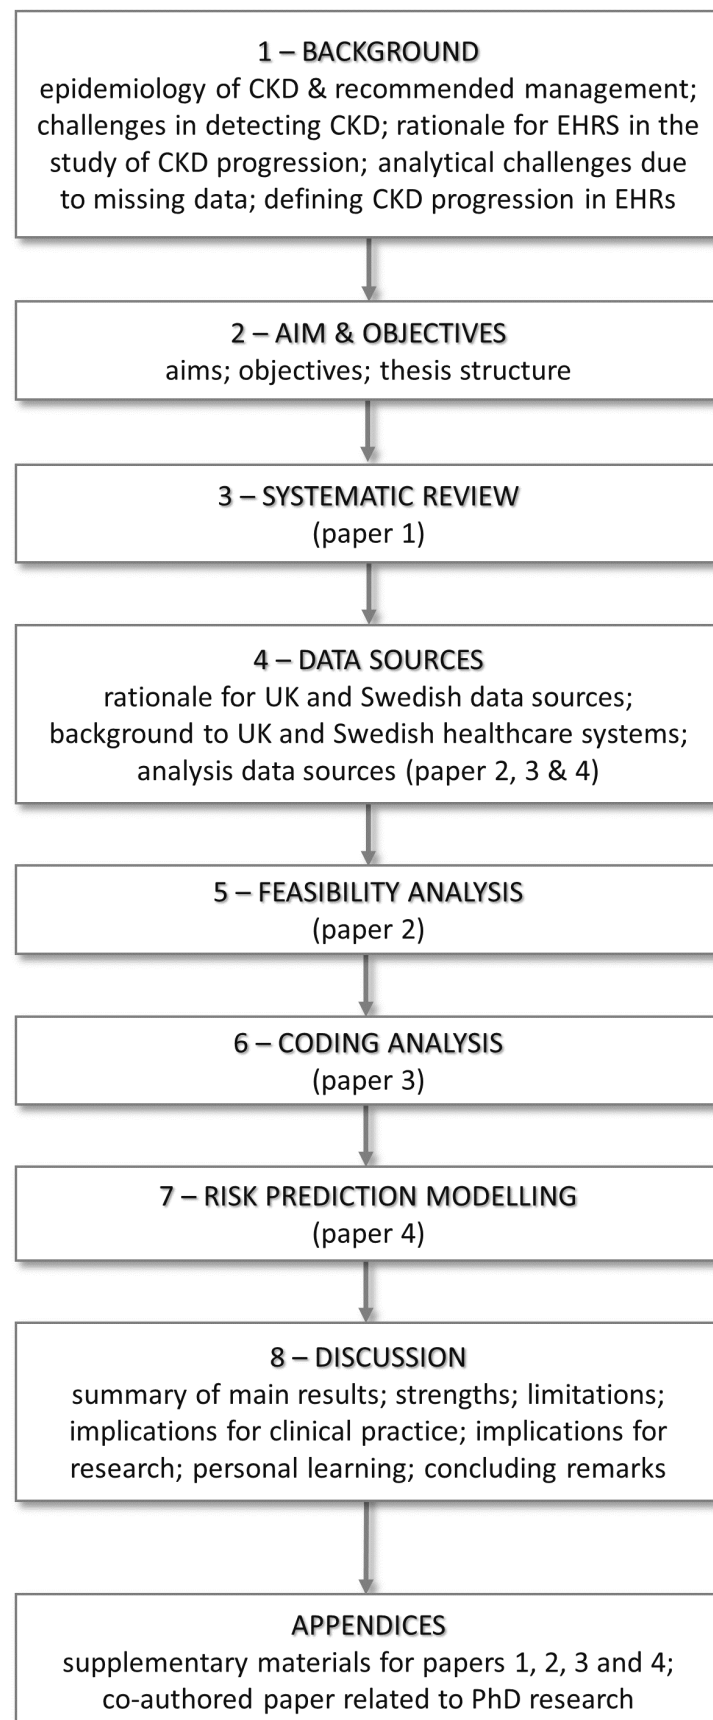 1 – BACKGROUND
epidemiology of CKD & recommended management;
challenges in detecting CKD; rationale for EHRS in the
study of CKD progression; analytical challenges due
to missing data; defining CKD progression in EHRs
2 – AIM & OBJECTIVES
aims; objectives; thesis structure
3 – SYSTEMATIC REVIEW
(paper 1)
4 – DATA SOURCES
rationale for UK and Swedish data sources;
background to UK and Swedish healthcare systems;
analysis data sources (paper 2, 3 & 4)
5 – FEASIBILITY ANALYSIS
(paper 2)
6 – CODING ANALYSIS
(paper 3)
7 – RISK PREDICTION MODELLING
(paper 4)
8 – DISCUSSION
summary of main results; strengths; limitations;
implications for clinical practice; implications for
research; personal learning; concluding remarks
APPENDICES
supplementary materials for papers 1, 2, 3 and 4;
co-authored paper related to PhD research